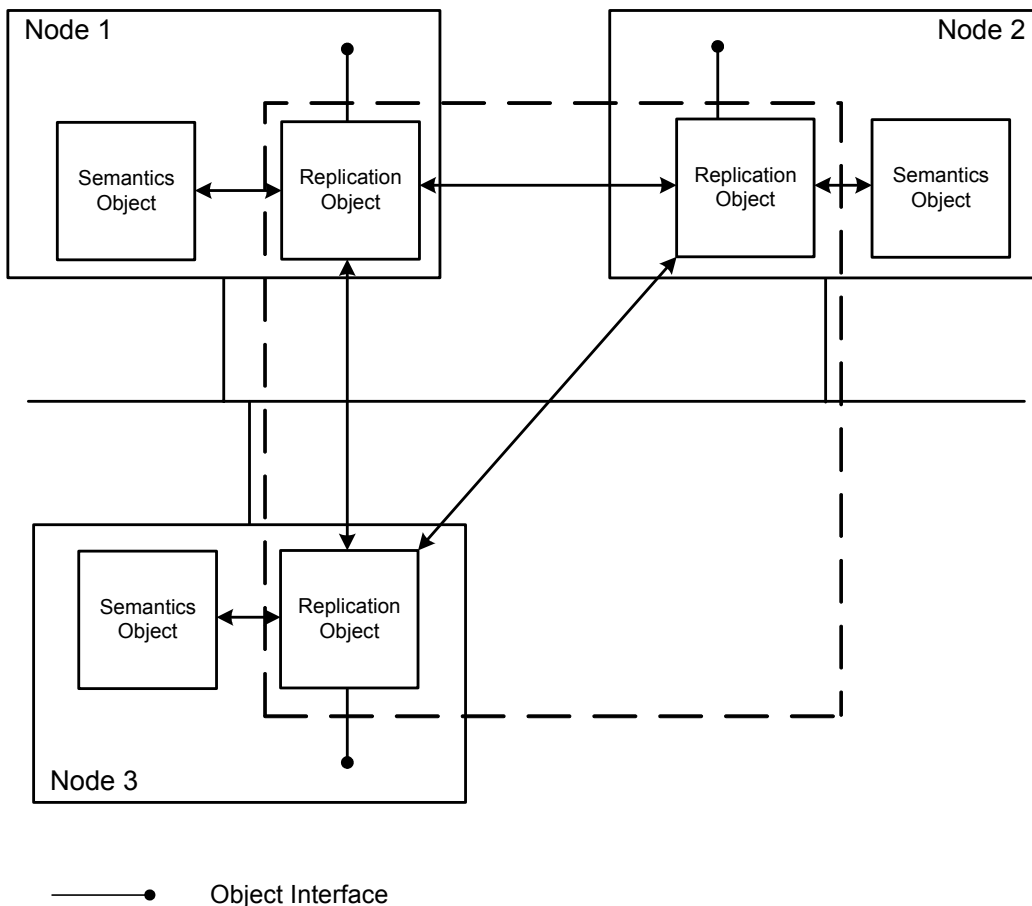 Node 1
Node 2
Semantics
Object
Replication
Object
Replication
Object
Semantics
Object
Semantics
Object
Replication
Object
Node 3
Object Interface